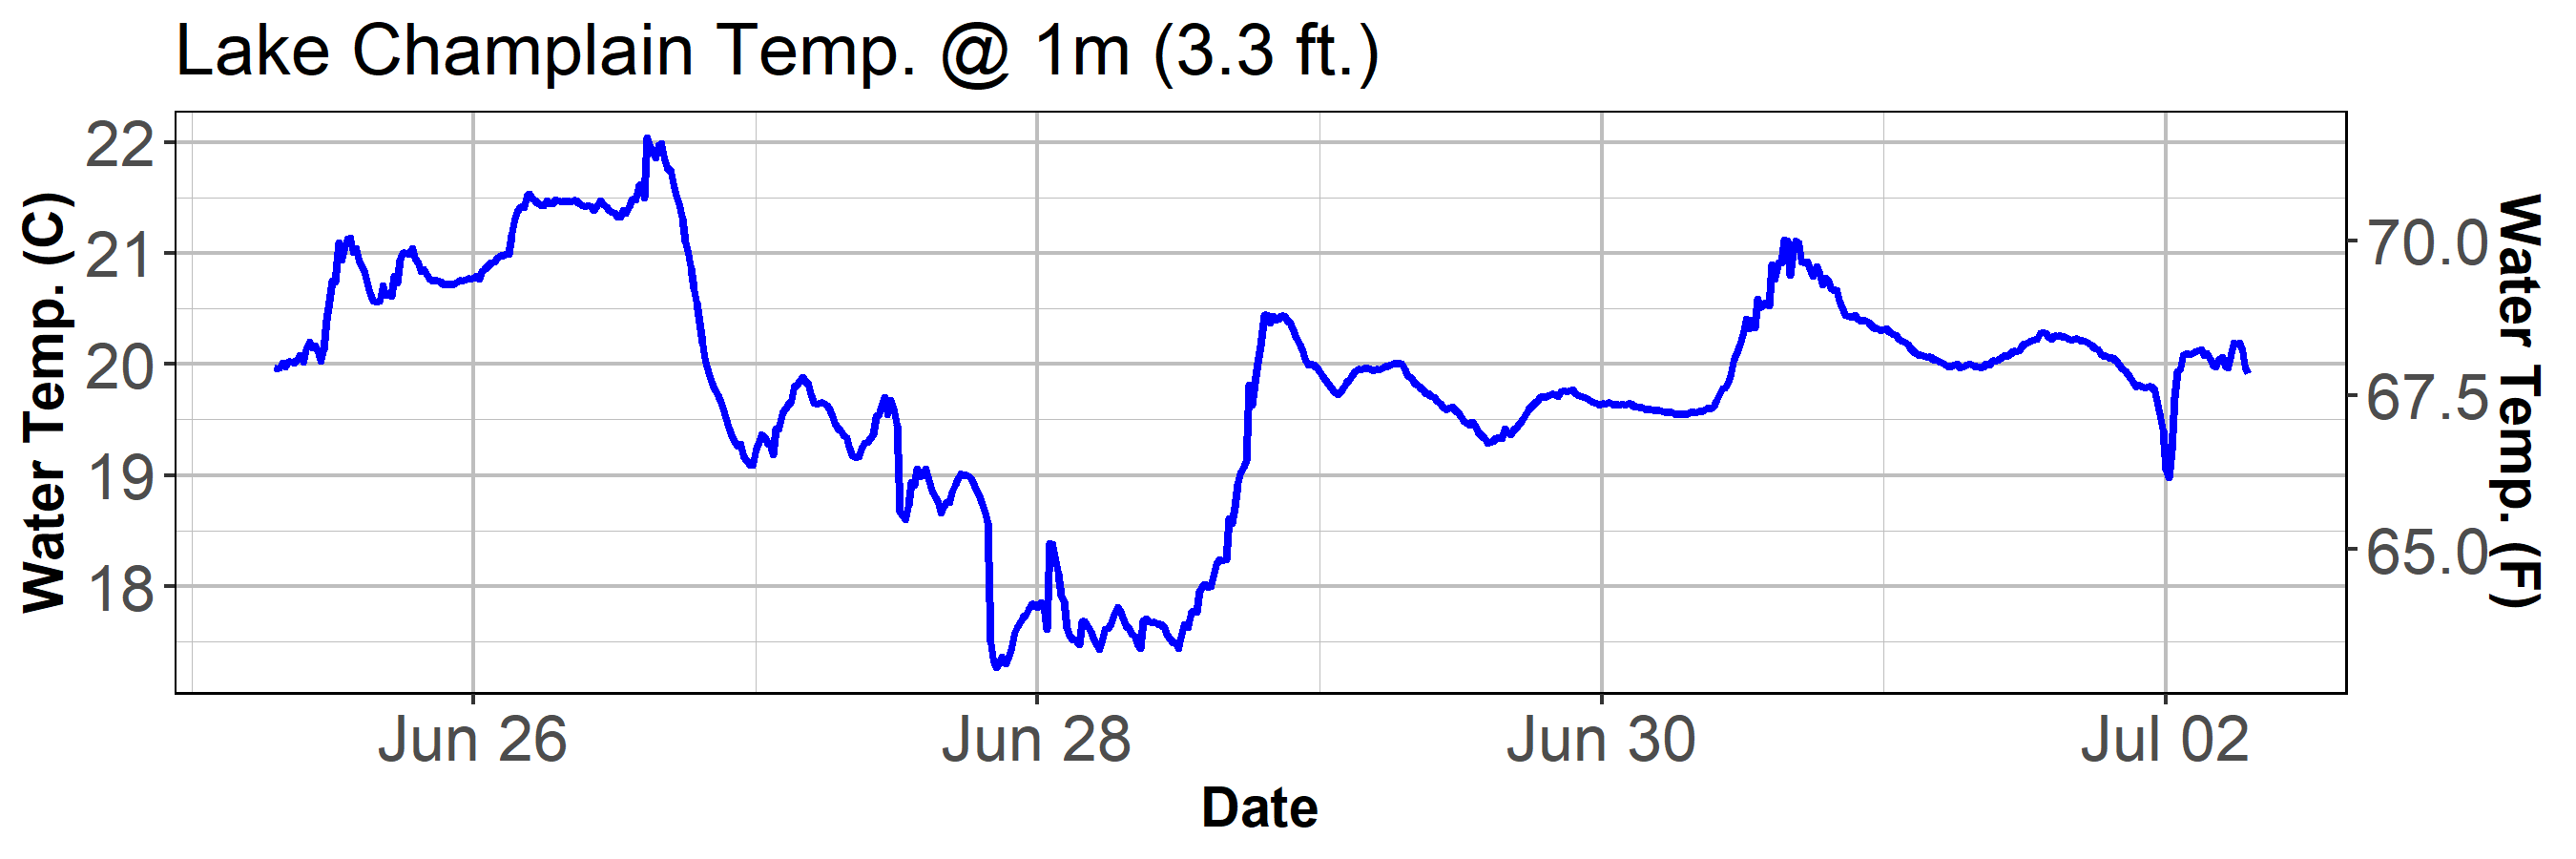 Lake Champlain Temp. @ 1m (3.3 ft.)
Water Temp. (C)
22
21
20
19
18
70.0
67.5
65.0
Water Temp. (F)
Jun 26
Jun 28
Jun 30
Jul 02
Date